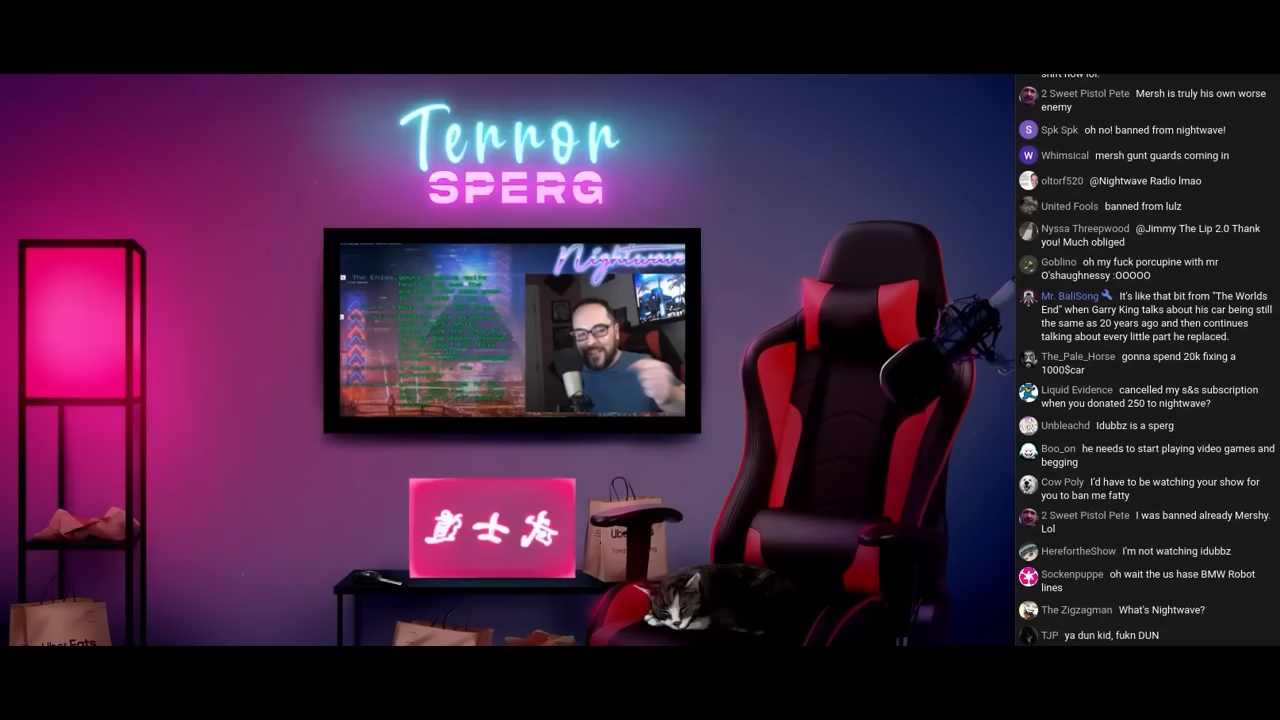 Terror
SPERG
Nightwave
Uber
Uber Eats
2 Sweet Pistol Pete Mersh is truly his own worse
enemy
S
Spk Spk oh no! banned from nightwave!
W
Whimsical mersh gunt guards coming in
oltorf520 @Nightwave Radio lmao
United Fools banned from lulz
Nyssa Threepwood @Jimmy The Lip 2.0 Thank
you! Much obliged
Goblino oh my fuck porcupine with mr
O'shaughnessy :OOOOO
Mr. BaliSong It's like that bit from "The Worlds
End" when Garry King talks about his car being still
the same as 20 years ago and then continues
talking about every little part he replaced.
The_Pale_Horse gonna spend 20k fixing a
1000$car
Liquid Evidence cancelled my s&s subscription
when you donated 250 to nightwave?
Unbleachd Idubbz is a sperg
Boo_on he needs to start playing video games and
begging
Cow Poly I'd have to be watching your show for
you to ban me fatty
2 Sweet Pistol Pete I was banned already Mershy.
Lol
HerefortheShow I'm not watching idubbz
Sockenpuppe oh wait the us hase BMW Robot
lines
The Zigzagman What's Nightwave?
TJP ya dun kid, fukn DUN